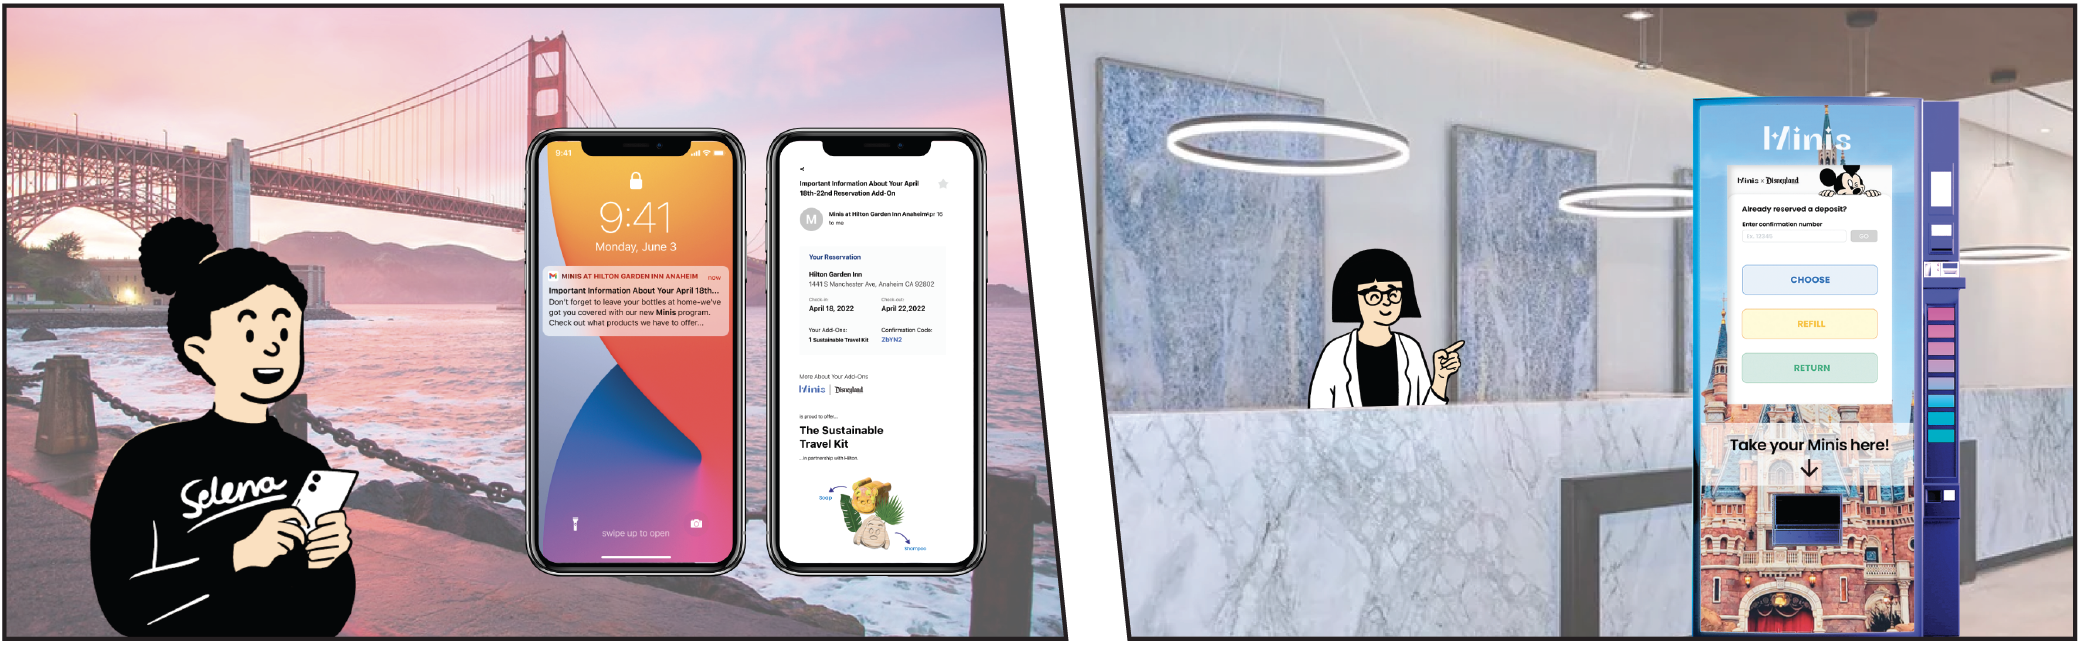 Selena
9:41
9:41
Monday, June 3
MINIS AT HILTON GARDEN INN ANAHEIM now
Important Information About Your April 18th...
Don't forget to leave your bottles at home-we've
got you covered with our new Minis program.
Check out what products we have to offer...
swipe up to open
Important Information About Your April
18th-22nd Reservation Add-On
M
Minis at Hilton Garden Inn Anaheim Apr 16
to me
Your Reservation
Hilton Garden Inn
1441 S Manchester Ave, Anaheim CA 92802
Check in
Check out
April 18, 2022
April 22,2022
Your Add-Ons:
Confirmation Code:
1 Sustainable Travel Kit
ZbYN2
More About Your Add-Ons
Minis | Disneyland
is proud to offer...
The Sustainable
Travel Kit
...in partnership with Hilton
Soap
Shampoo
Minis
Minis × Disneyland
Already reserved a deposit?
Enter confirmation number
GO
CHOOSE
REFILL
RETURN
Take your Minis here!